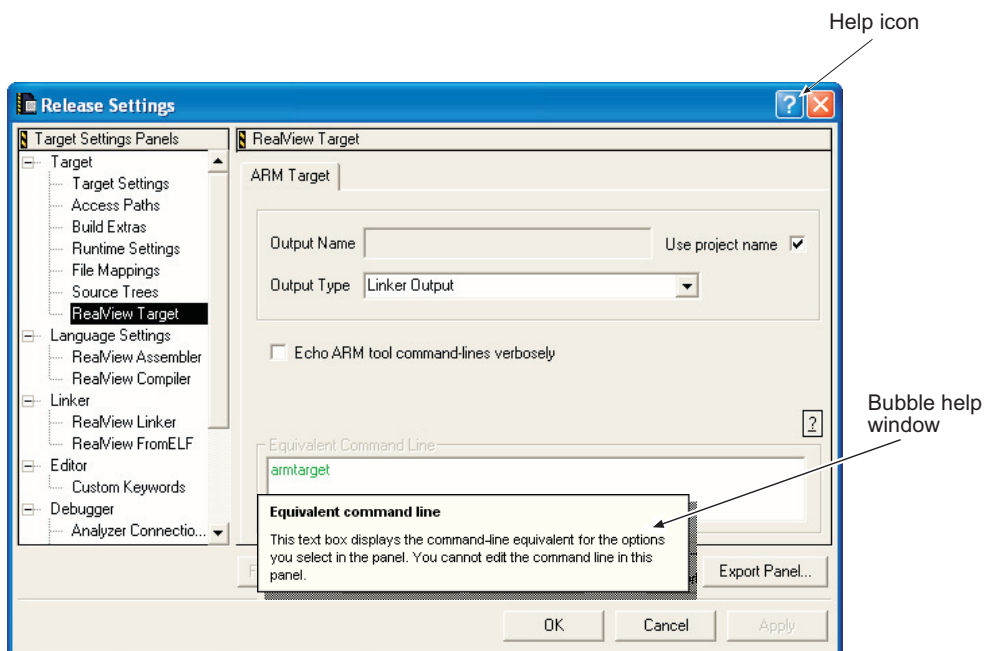 Help icon
Release Settings
Target Settings Panels
RealView Target
Target
Target Settings
Access Paths
Build Extras
Runtime Settings
File Mappings
Source Trees
RealView Target
Language Settings
RealView Assembler
RealView Compiler
Linker
RealView Linker
RealView FromELF
Editor
Custom Keywords
Debugger
Analyzer Connectio...
ARM Target
Output Name
Use project name
Output Type Linker Output
Echo ARM tool command-lines verbosely
?
Bubble help
window
Equivalent Command Line
armtarget
Equivalent command line
This text box displays the command-line equivalent for the options
you select in the panel. You cannot edit the command line in this
panel.
Export Panel...
OK
Cancel
Apply